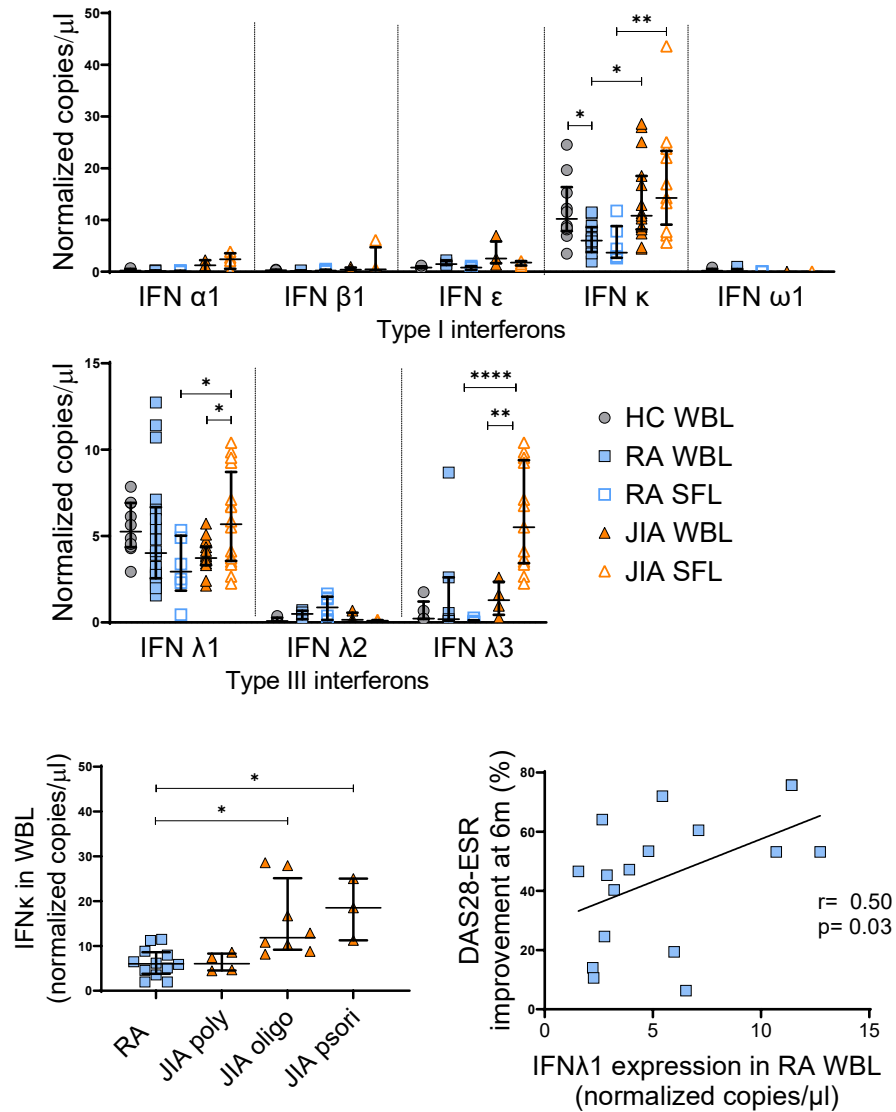 Normalized copies/µl
50
40
30
20
10
0
*
*
**
IFN α1
IFN β1
IFN ε
IFN κ
IFN ω1
Type I interferons
Normalized copies/µl
15
10
5
0
*
*
****
**
IFN λ1
IFN λ2
IFN λ3
Type III interferons
HC WBL
RA WBL
RA SFL
JIA WBL
JIA SFL
IFNκ in WBL
(normalized copies/µl)
50
40
30
20
10
0
*
*
RA
JIA poly
JIA oligo
JIA psori
DAS28-ESR
improvement at 6m (%)
80
60
40
20
0
r= 0.50
p= 0.03
0
5
10
15
IFNλ1 expression in RA WBL
(normalized copies/µl)